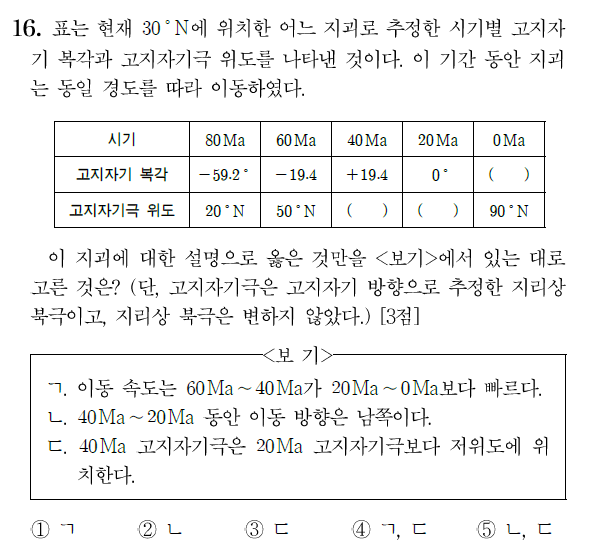 16. 표는 현재 30°N에 위치한 어느 지괴로 추정한 시기별 고지자
기 복각과 고지자기극 위도를 나타낸 것이다. 이 기간 동안 지괴
는 동일 경도를 따라 이동하였다.
시기 80Ma 60Ma 40Ma 20Ma 0Ma
고지자기 복각 -59.2° -19.4 +19.4 0° ( )
고지자기극 위도 20°N 50°N ( ) ( ) 90°N
이 지괴에 대한 설명으로 옳은 것만을 <보기>에서 있는 대로
고른 것은? (단, 고지자기극은 고지자기 방향으로 추정한 지리상
북극이고, 지리상 북극은 변하지 않았다.) [3점]
<보 기>
ㄱ. 이동 속도는 60Ma~40Ma가 20Ma~0Ma보다 빠르다.
ㄴ. 40Ma~20Ma 동안 이동 방향은 남쪽이다.
ㄷ. 40Ma 고지자기극은 20Ma 고지자기극보다 저위도에 위
치한다.
① ㄱ ② ㄴ ③ ㄷ ④ ㄱ, ㄷ ⑤ ㄴ, ㄷ